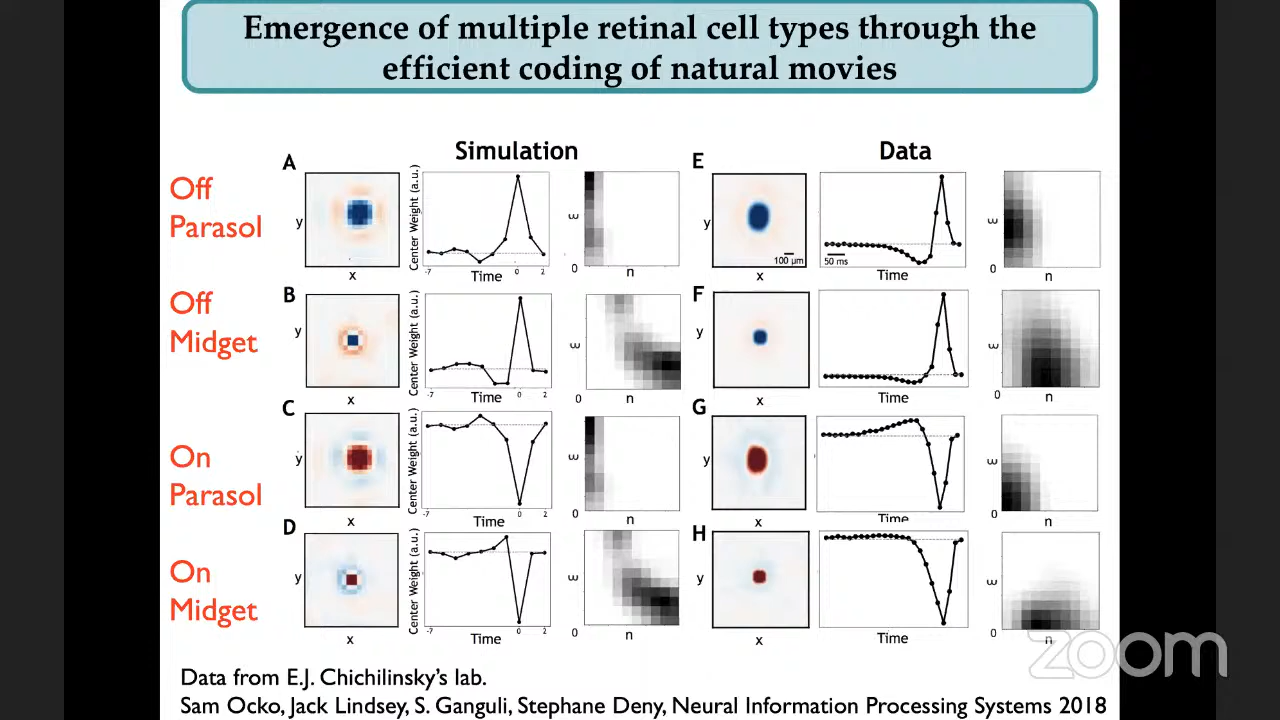 Emergence of multiple retinal cell types through the
efficient coding of natural movies
Simulation
Data
Off
Parasol
A
y
x
Center Weight (a.u.)
-7
0
2
Time
0
n
E
y
x
100 µm
50 ms
Time
ω
0
n
Off
Midget
B
y
x
Center Weight (a.u.)
-7
0
2
Time
ω
0
n
F
y
x
Time
ω
0
n
On
Parasol
C
y
x
Center Weight (a.u.)
-7
0
2
Time
0
n
G
y
x
Time
ω
0
n
On
Midget
D
y
x
Center Weight (a.u.)
-7
0
2
Time
ω
0
n
H
y
x
Time
ω
0
n
zoom
Data from E.J. Chichilinsky's lab.
Sam Ocko, Jack Lindsey, S. Ganguli, Stephane Deny, Neural Information Processing Systems 2018